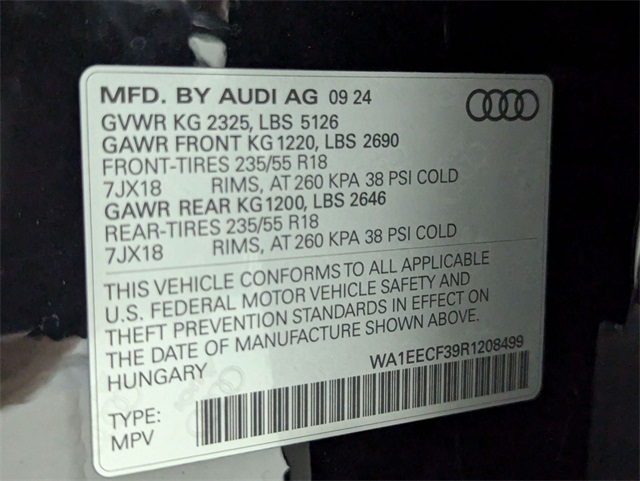 MFD. BY AUDI AG 09 24
GVWR KG 2325, LBS 5126
GAWR FRONT KG 1220, LBS 2690
FRONT-TIRES 235/55 R18
7JX18 RIMS, AT 260 KPA 38 PSI COLD
GAWR REAR KG 1200, LBS 2646
REAR-TIRES 235/55 R18
7JX18 RIMS, AT 260 KPA 38 PSI COLD
THIS VEHICLE CONFORMS TO ALL APPLICABLE
U.S. FEDERAL MOTOR VEHICLE SAFETY AND
THEFT PREVENTION STANDARDS IN EFFECT ON
THE DATE OF MANUFACTURE SHOWN ABOVE.
HUNGARY WA1EECF39R1208499
TYPE:
MPV